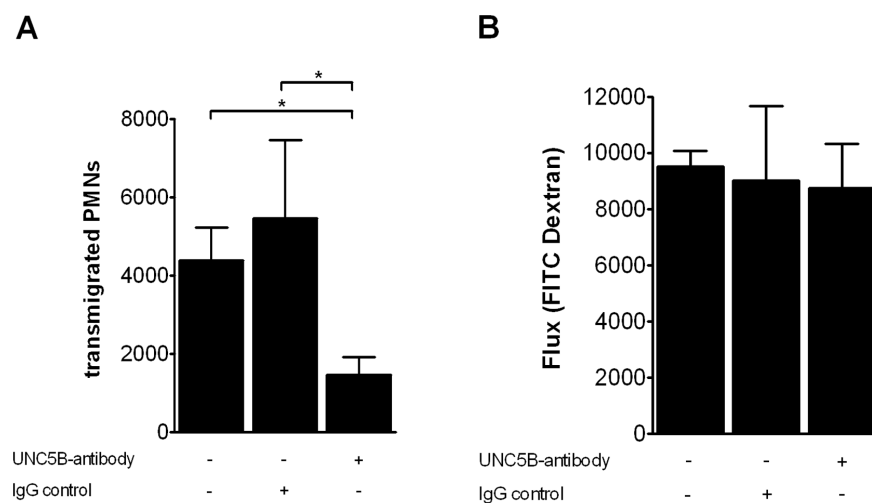 A
*
*
8000
6000
4000
2000
0
transmigrated PMNs
UNC5B-antibody - - +
IgG control - + -
B
12000
10000
8000
6000
4000
2000
0
Flux (FITC Dextran)
UNC5B-antibody - - +
IgG control - + -